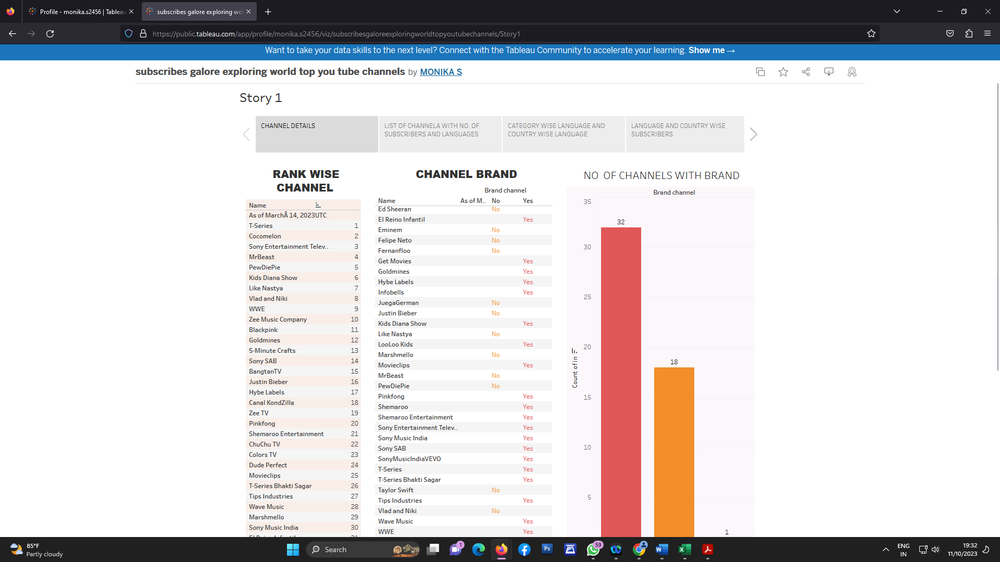 Profile - monika.s2456 | Tableau
subscribes galore exploring wor
https://public.tableau.com/app/profile/monika.s2456/viz/subscribesgaloreexploringworldtopyoutubechannels/Story1
Want to take your data skills to the next level? Connect with the Tableau Community to accelerate your learning. Show me →
subscribes galore exploring world top you tube channels by MONIKA S
Story 1
CHANNEL DETAILS
LIST OF CHANNELA WITH NO. OF
SUBSCRIBERS AND LANGUAGES
CATEGORY WISE LANGUAGE AND
COUNTRY WISE LANGUAGE
LANGUAGE AND COUNTRY WISE
SUBSCRIBERS
RANK WISE
CHANNEL
Name
As of MarchÂ 14, 2023UTC
T-Series 1
Cocomelon 2
Sony Entertainment Telev.. 3
MrBeast 4
PewDiePie 5
Kids Diana Show 6
Like Nastya 7
Vlad and Niki 8
WWE 9
Zee Music Company 10
Blackpink 11
Goldmines 12
5-Minute Crafts 13
Sony SAB 14
BangtanTV 15
Justin Bieber 16
Hybe Labels 17
Canal KondZilla 18
Zee TV 19
Pinkfong 20
Shemaroo Entertainment 21
ChuChu TV 22
Colors TV 23
Dude Perfect 24
Movieclips 25
T-Series Bhakti Sagar 26
Tips Industries 27
Wave Music 28
Marshmello 29
Sony Music India 30
CHANNEL BRAND
Brand channel
Name As of M.. No Yes
Ed Sheeran No
El Reino Infantil Yes
Eminem No
Felipe Neto No
Fernanfloo No
Get Movies Yes
Goldmines Yes
Hybe Labels Yes
Infobells Yes
JuegaGerman No
Justin Bieber No
Kids Diana Show Yes
Like Nastya No
LooLoo Kids Yes
Marshmello No
Movieclips Yes
MrBeast No
PewDiePie No
Pinkfong Yes
Shemaroo Yes
Shemaroo Entertainment Yes
Sony Entertainment Telev.. Yes
Sony Music India Yes
Sony SAB Yes
SonyMusicIndiaVEVO Yes
T-Series Yes
T-Series Bhakti Sagar Yes
Taylor Swift No
Tips Industries Yes
Vlad and Niki No
Wave Music Yes
WWE Yes
NO OF CHANNELS WITH BRAND
Brand channel
35
30
25
20
15
10
5
Count of in
32
18
1
85°F
Partly cloudy
Search
1
Ps
59
ENG
IN
19:32
11/10/2023